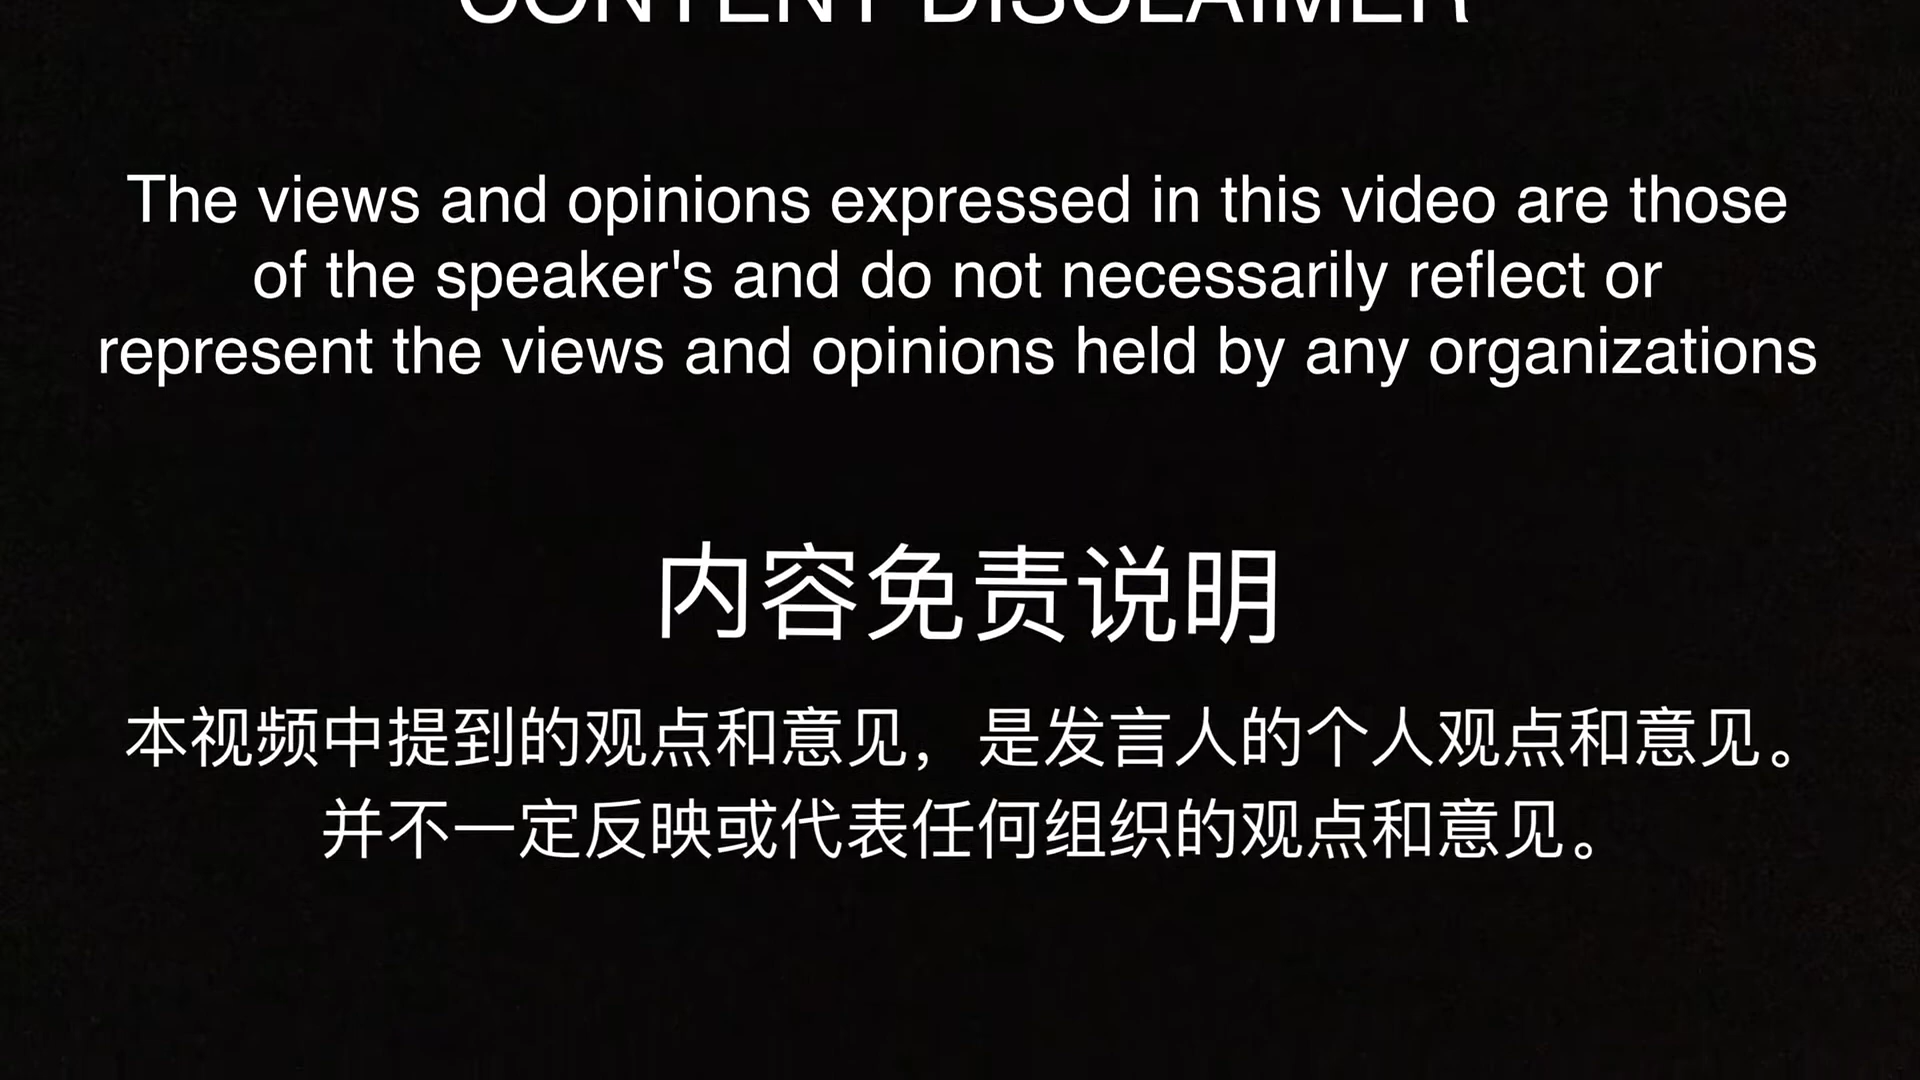 CONTENT DISCLAIMER
The views and opinions expressed in this video are those
of the speaker's and do not necessarily reflect or
represent the views and opinions held by any organizations
内容免责说明
本视频中提到的观点和意见，是发言人的个人观点和意见。
并不一定反映或代表任何组织的观点和意见。